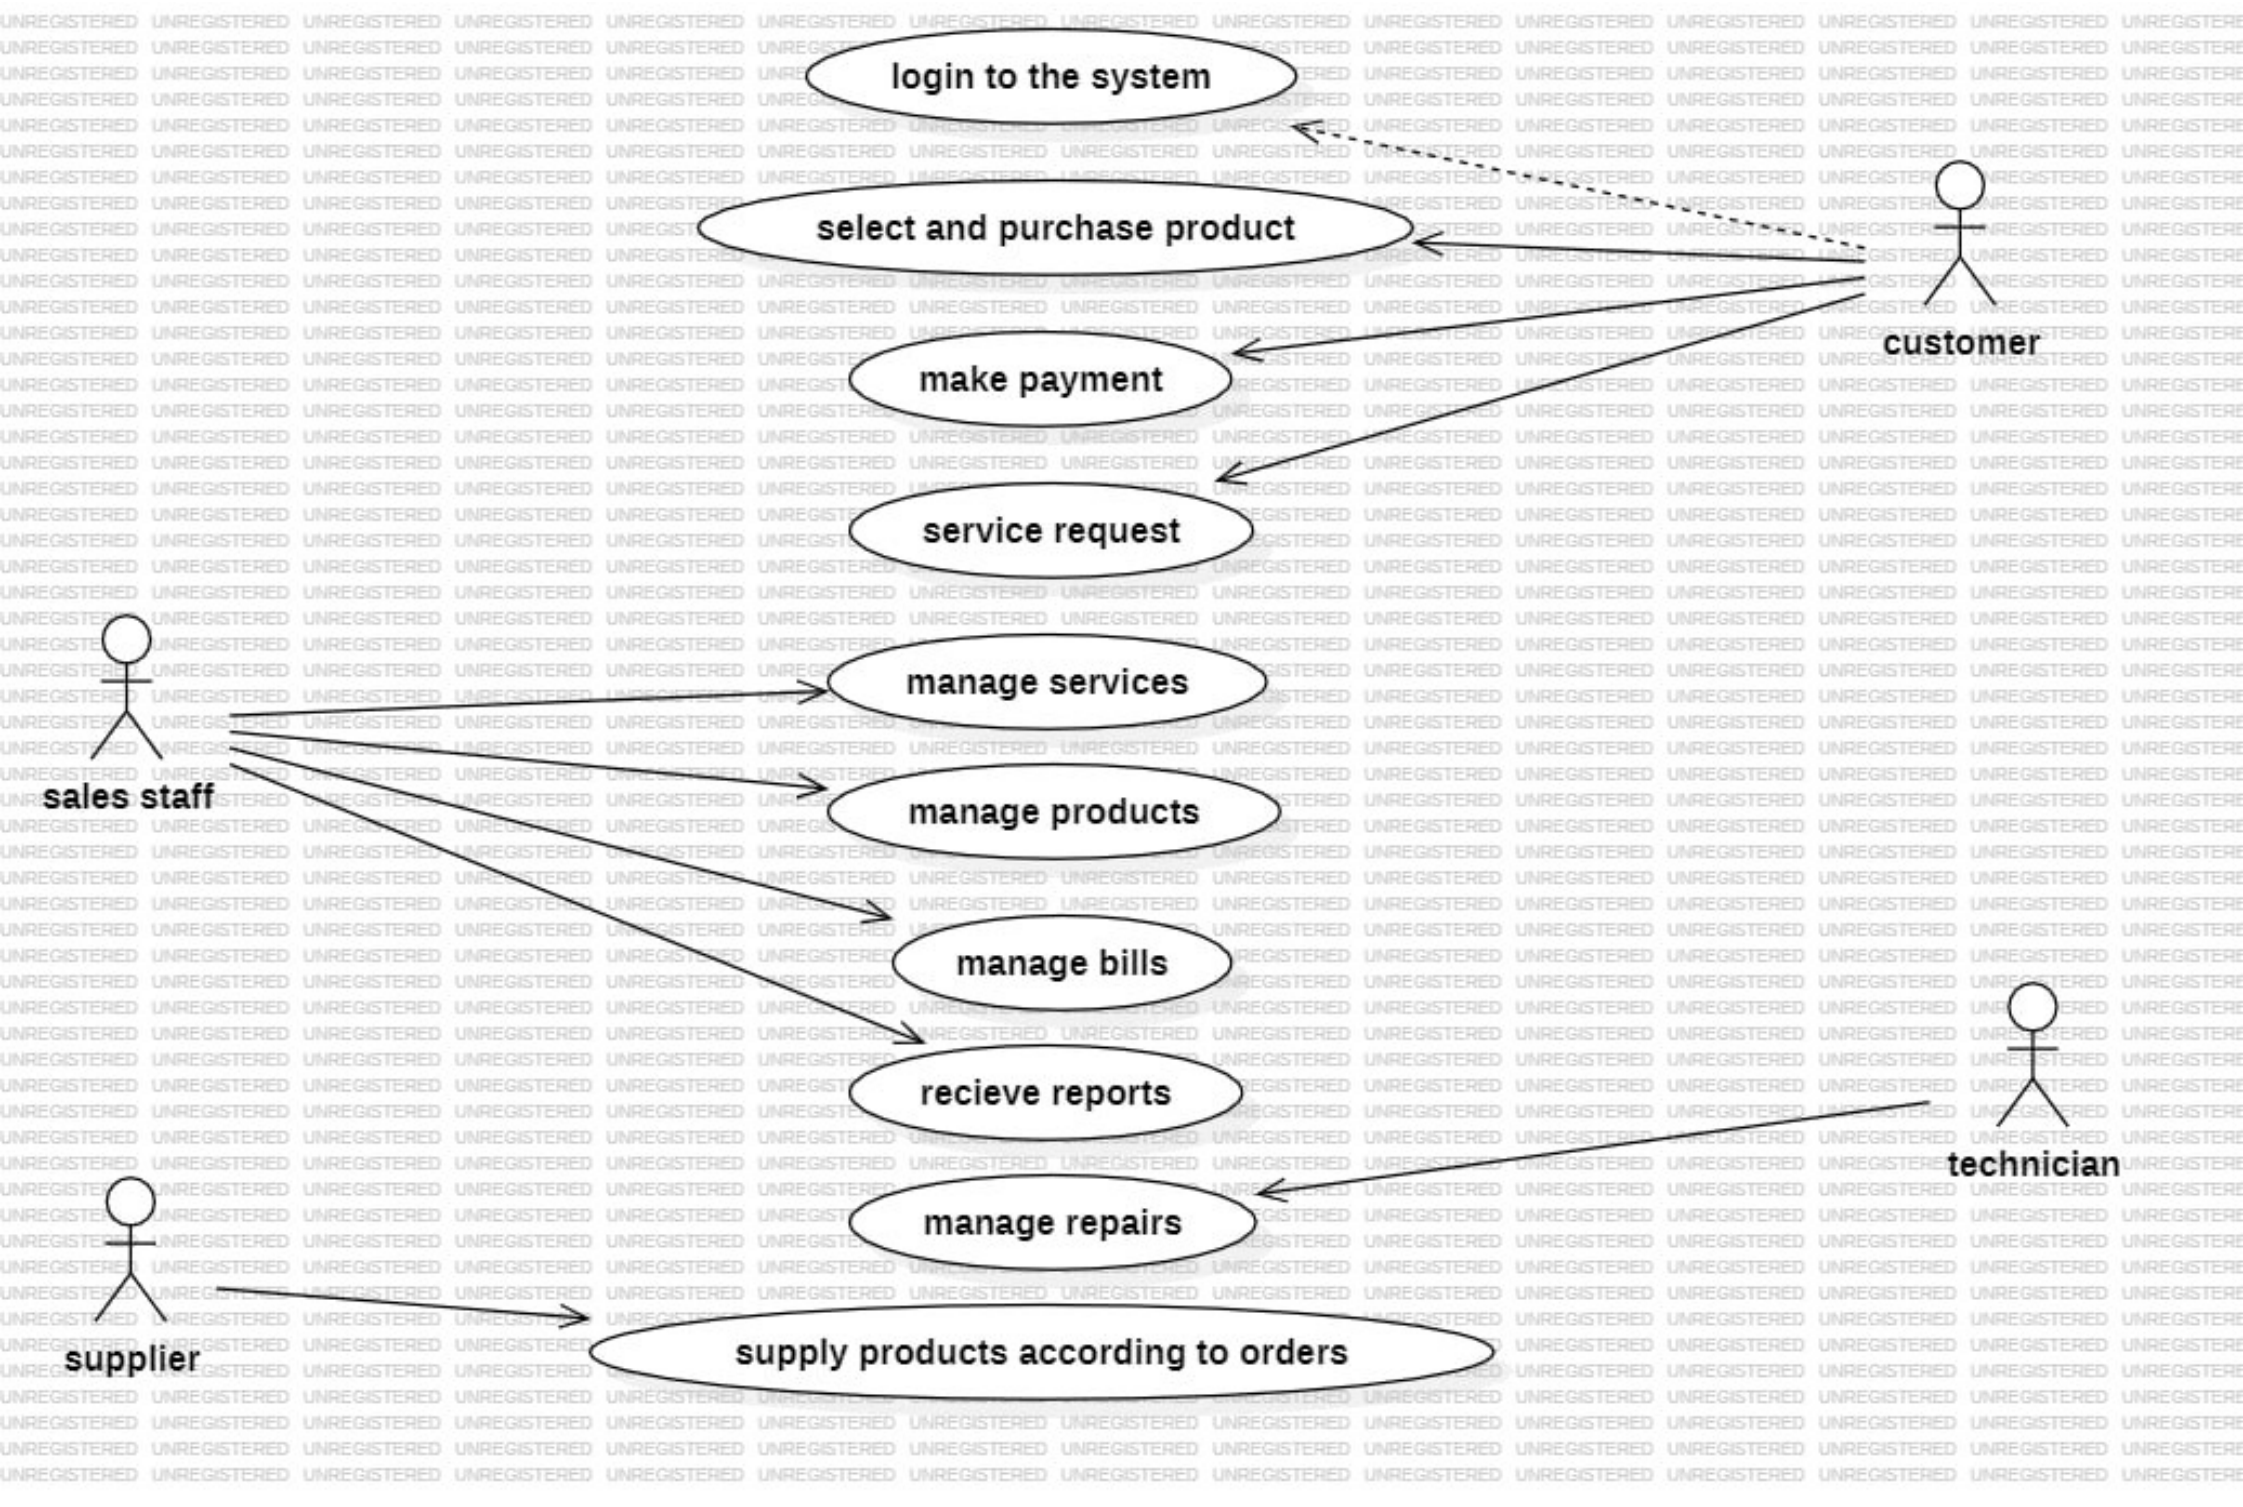 login to the system
select and purchase product
customer
make payment
service request
manage services
sales staff
manage products
manage bills
recieve reports
technician
manage repairs
supplier
supply products according to orders
UNREGISTERED